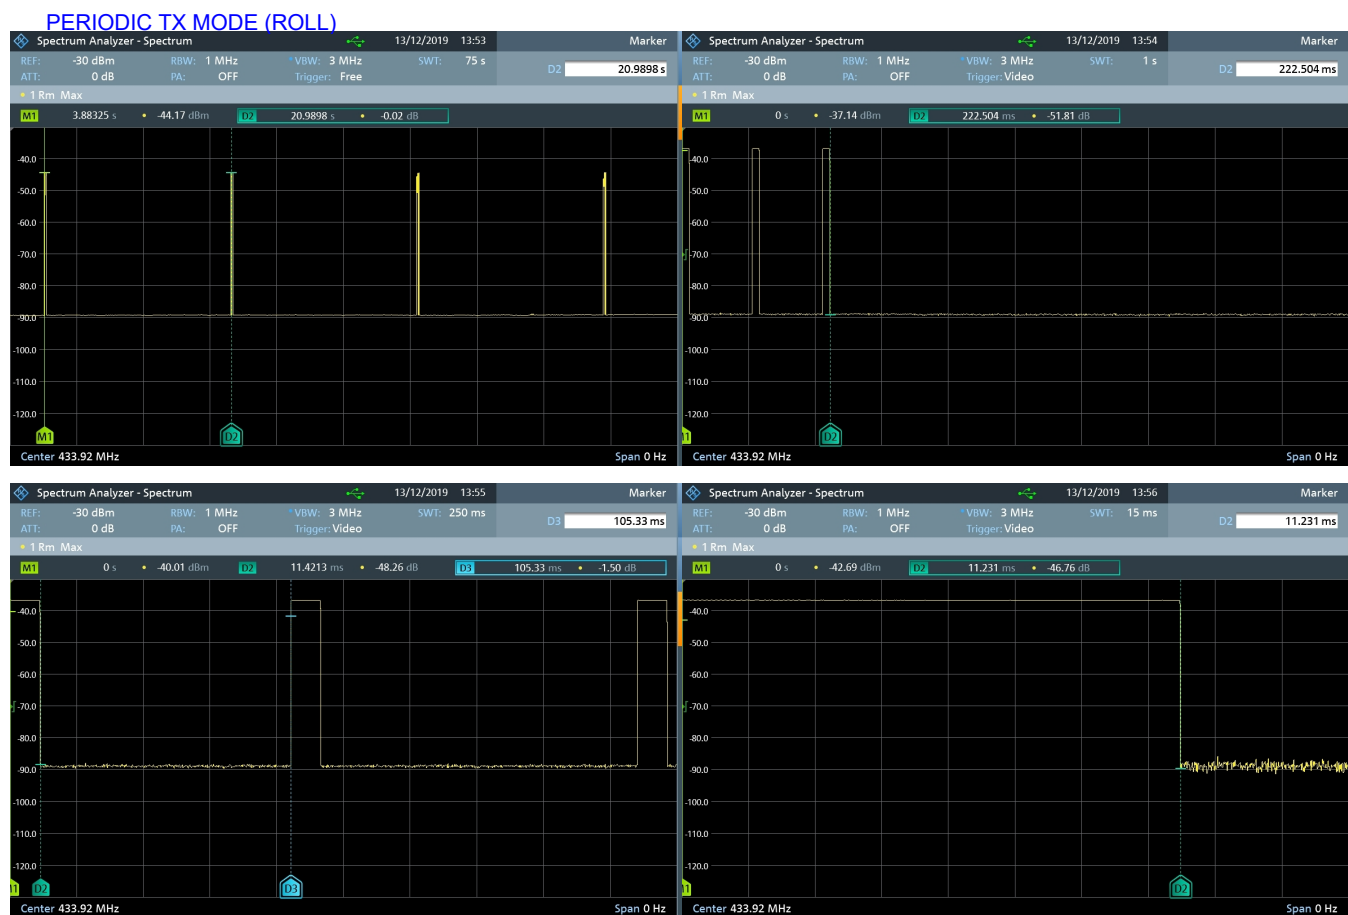 PERIODIC TX MODE (ROLL)
Spectrum Analyzer - Spectrum 13/12/2019 13:53 Marker
REF: -30 dBm RBW: 1 MHz *VBW: 3 MHz SWT: 75 s
ATT: 0 dB PA: OFF Trigger: Free
D2 20.9898 s
1 Rm Max
M1 3.88325 s -44.17 dBm D2 20.9898 s -0.02 dB
-40.0
-50.0
-60.0
-70.0
-80.0
-90.0
-100.0
-110.0
-120.0
M1 D2
Center 433.92 MHz Span 0 Hz
Spectrum Analyzer - Spectrum 13/12/2019 13:54 Marker
REF: -30 dBm RBW: 1 MHz *VBW: 3 MHz SWT: 1 s
ATT: 0 dB PA: OFF Trigger: Video
D2 222.504 ms
1 Rm Max
M1 0 s -37.14 dBm D2 222.504 ms -51.81 dB
-40.0
-50.0
-60.0
-70.0
-80.0
-90.0
-100.0
-110.0
-120.0
M1 D2
Center 433.92 MHz Span 0 Hz
Spectrum Analyzer - Spectrum 13/12/2019 13:55 Marker
REF: -30 dBm RBW: 1 MHz *VBW: 3 MHz SWT: 250 ms
ATT: 0 dB PA: OFF Trigger: Video
D3 105.33 ms
1 Rm Max
M1 0 s -40.01 dBm D2 11.4213 ms -48.26 dB D3 105.33 ms -1.50 dB
-40.0
-50.0
-60.0
-70.0
-80.0
-90.0
-100.0
-110.0
-120.0
M1 D2 D3
Center 433.92 MHz Span 0 Hz
Spectrum Analyzer - Spectrum 13/12/2019 13:56 Marker
REF: -30 dBm RBW: 1 MHz *VBW: 3 MHz SWT: 15 ms
ATT: 0 dB PA: OFF Trigger: Video
D2 11.231 ms
1 Rm Max
M1 0 s -42.69 dBm D2 11.231 ms -46.76 dB
-40.0
-50.0
-60.0
-70.0
-80.0
-90.0
-100.0
-110.0
-120.0
M1 D2
Center 433.92 MHz Span 0 Hz